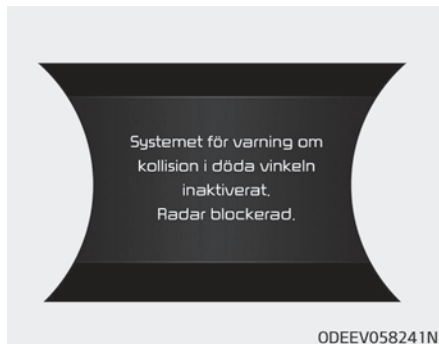 Systemet för varning om
kollision i döda vinkeln
inaktiverat.
Radar blockerad.
ODEEV058241N